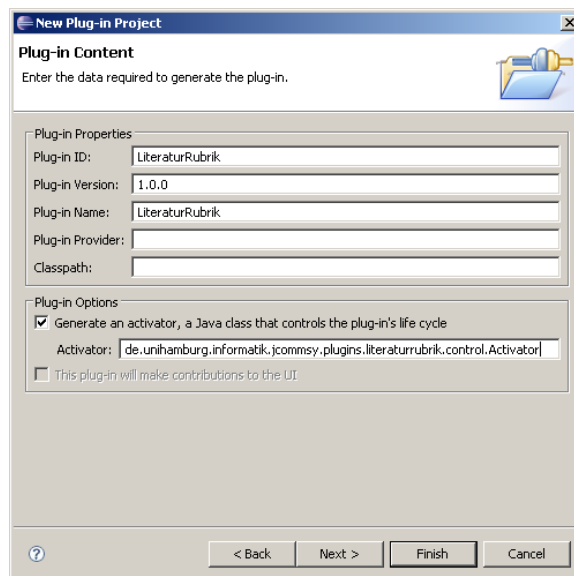 New Plug-in Project
Plug-in Content
Enter the data required to generate the plug-in.
Plug-in Properties
Plug-in ID: LiteraturRubrik
Plug-in Version: 1.0.0
Plug-in Name: LiteraturRubrik
Plug-in Provider:
Classpath:
Plug-in Options
Generate an activator, a Java class that controls the plug-in's life cycle
Activator: de.unihamburg.informatik.jcommsy.plugins.literaturrubrik.control.Activator
This plug-in will make contributions to the UI
? < Back Next > Finish Cancel